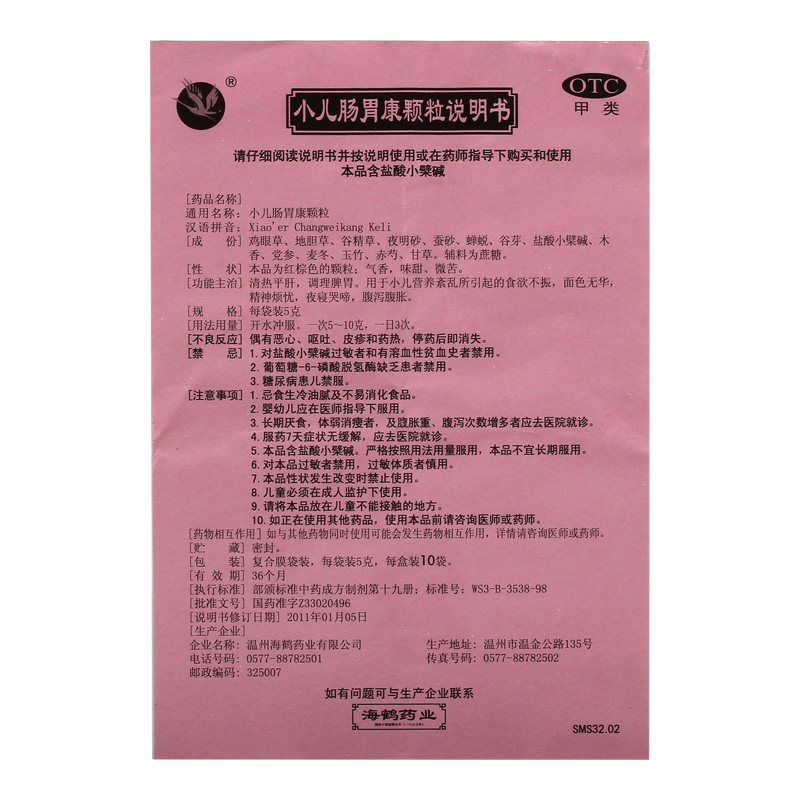 ®
小儿肠胃康颗粒说明书
OTC
甲类
请仔细阅读说明书并按说明使用或在药师指导下购买和使用
本品含盐酸小檗碱
[药品名称]
通用名称：小儿肠胃康颗粒
汉语拼音：Xiao'er Changweikang Keli
[成 份] 鸡眼草、地胆草、谷精草、夜明砂、蚕砂、蝉蜕、谷芽、盐酸小檗碱、木
香、党参、麦冬、玉竹、赤芍、甘草。辅料为蔗糖。
[性 状] 本品为红棕色的颗粒；气香，味甜、微苦。
[功能主治] 清热平肝，调理脾胃。用于小儿营养紊乱所引起的食欲不振，面色无华，
精神烦忧，夜寝哭啼，腹泻腹胀。
[规 格] 每袋装5克
[用法用量] 开水冲服。一次5～10克，一日3次。
[不良反应] 偶有恶心、呕吐、皮疹和药热，停药后即消失。
[禁 忌] 1. 对盐酸小檗碱过敏者和有溶血性贫血史者禁用。
2. 葡萄糖-6-磷酸脱氢酶缺乏患者禁用。
3. 糖尿病患儿禁服。
[注意事项] 1. 忌食生冷油腻及不易消化食品。
2. 婴幼儿应在医师指导下服用。
3. 长期厌食，体弱消瘦者，及腹胀重、腹泻次数增多者应去医院就诊。
4. 服药7天症状无缓解，应去医院就诊。
5. 本品含盐酸小檗碱。严格按照用法用量服用，本品不宜长期服用。
6. 对本品过敏者禁用，过敏体质者慎用。
7. 本品性状发生改变时禁止使用。
8. 儿童必须在成人监护下使用。
9. 请将本品放在儿童不能接触的地方。
10. 如正在使用其他药品，使用本品前请咨询医师或药师。
[药物相互作用] 如与其他药物同时使用可能会发生药物相互作用，详情请咨询医师或药师。
[贮 藏] 密封。
[包 装] 复合膜袋装，每袋装5克，每盒装10袋。
[有 效 期] 36个月
[执行标准] 部颁标准中药成方制剂第十九册；标准号：WS3-B-3538-98
[批准文号] 国药准字Z33020496
[说明书修订日期] 2011年01月05日
[生产企业]
企业名称：温州海鹤药业有限公司 生产地址：温州市温金公路135号
电话号码：0577-88782501 传真号码：0577-88782502
邮政编码：325007
如有问题可与生产企业联系
海鹤药业
SMS32.02